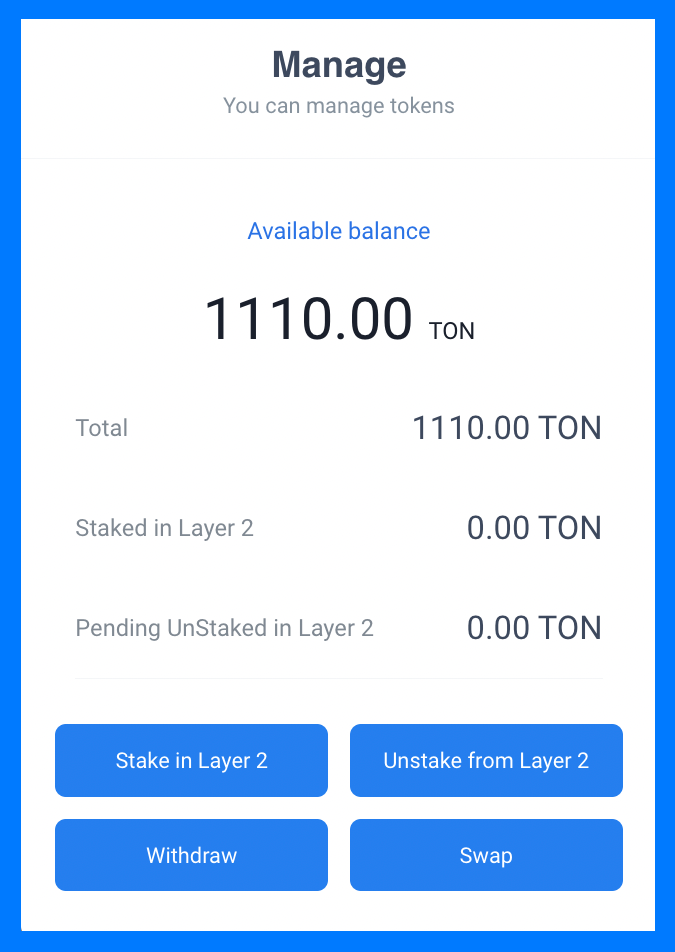 Manage
You can manage tokens
Available balance
1110.00 TON
Total 1110.00 TON
Staked in Layer 2 0.00 TON
Pending UnStaked in Layer 2 0.00 TON
Stake in Layer 2 Unstake from Layer 2
Withdraw Swap